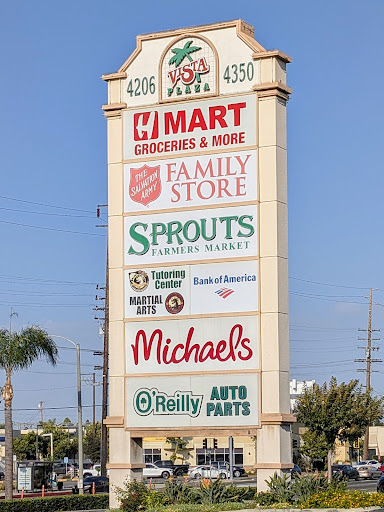 VISTA
PLAZA
4206
4350
H MART
GROCERIES & MORE
THE
SALVATION
ARMY
FAMILY
STORE
SPROUTS
FARMERS MARKET
Tutoring
Center
MARTIAL
ARTS
Bank of America
Michaels
O'Reilly AUTO
PARTS